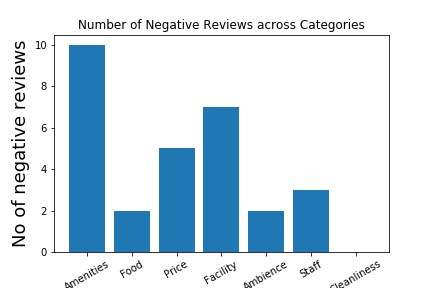 Number of Negative Reviews across Categories
No of negative reviews
10
8
6
4
2
0
Amenities
Food
Price
Facility
Ambience
Staff
Cleanliness